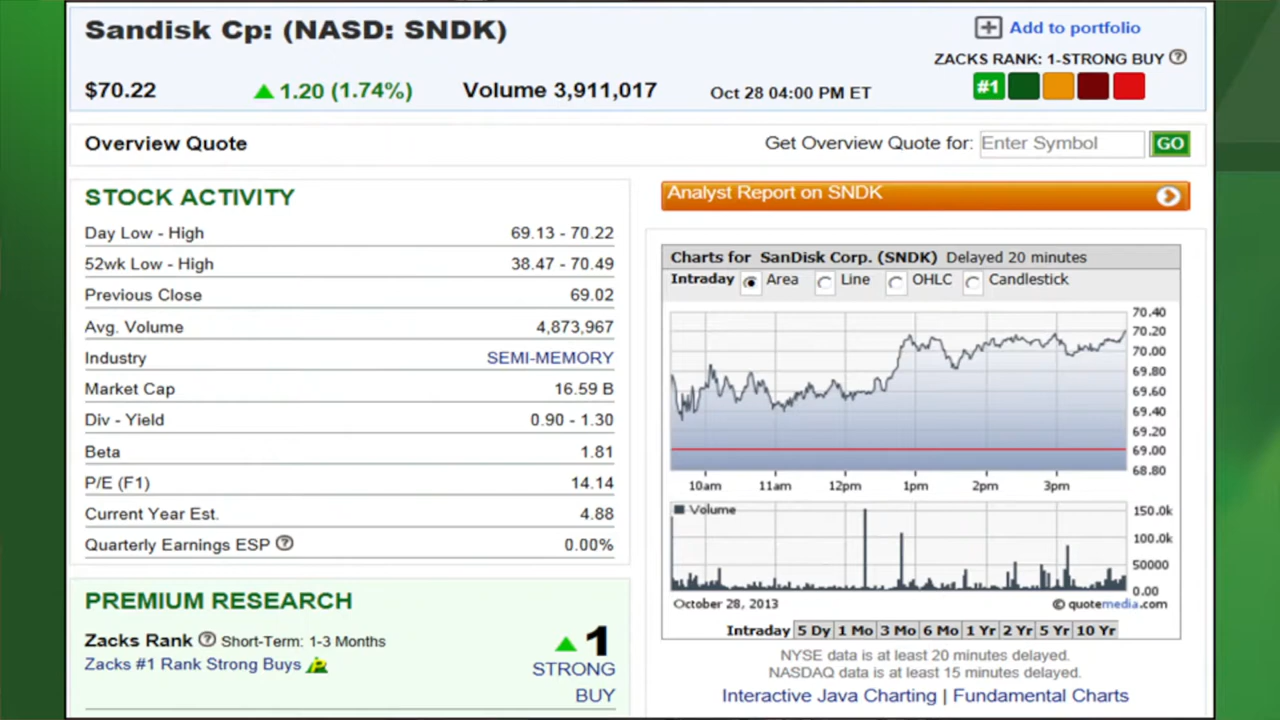 Sandisk Cp: (NASD: SNDK)
Add to portfolio
ZACKS RANK: 1-STRONG BUY ?
$70.22 1.20 (1.74%) Volume 3,911,017 Oct 28 04:00 PM ET
#1
Overview Quote
Get Overview Quote for: Enter Symbol GO
STOCK ACTIVITY
Day Low - High 69.13 - 70.22
52wk Low - High 38.47 - 70.49
Previous Close 69.02
Avg. Volume 4,873,967
Industry SEMI-MEMORY
Market Cap 16.59 B
Div - Yield 0.90 - 1.30
Beta 1.81
P/E (F1) 14.14
Current Year Est. 4.88
Quarterly Earnings ESP ? 0.00%
PREMIUM RESEARCH
Zacks Rank ? Short-Term: 1-3 Months
Zacks #1 Rank Strong Buys
1
STRONG
BUY
Analyst Report on SNDK
Charts for SanDisk Corp. (SNDK) Delayed 20 minutes
Intraday Area Line OHLC Candlestick
70.40
70.20
70.00
69.80
69.60
69.40
69.20
69.00
68.80
10am 11am 12pm 1pm 2pm 3pm
Volume
150.0k
100.0k
50000
0.00
October 28, 2013 © quotemedia.com
Intraday 5 Dy 1 Mo 3 Mo 6 Mo 1 Yr 2 Yr 5 Yr 10 Yr
NYSE data is at least 20 minutes delayed.
NASDAQ data is at least 15 minutes delayed.
Interactive Java Charting | Fundamental Charts